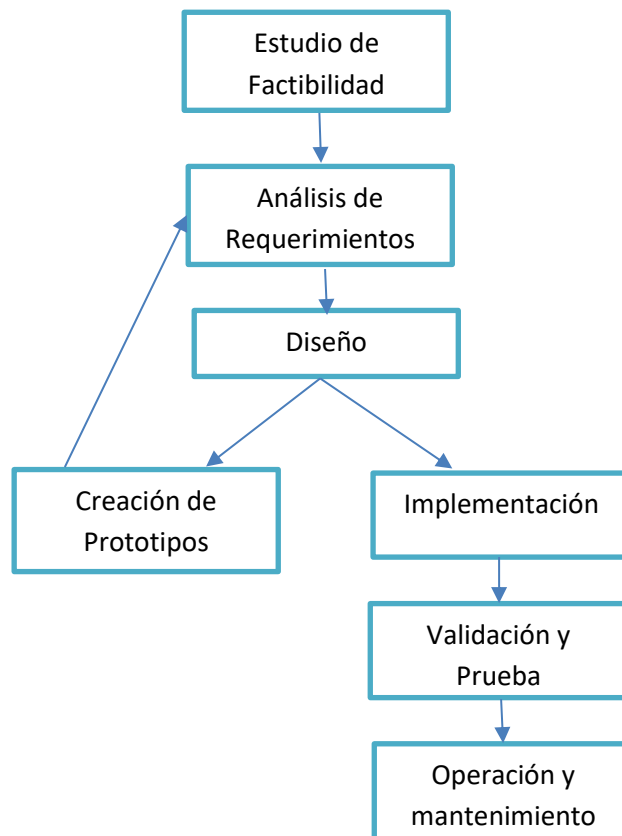 Estudio de
Factibilidad
Análisis de
Requerimientos
Diseño
Creación de
Prototipos
Implementación
Validación y
Prueba
Operación y
mantenimiento